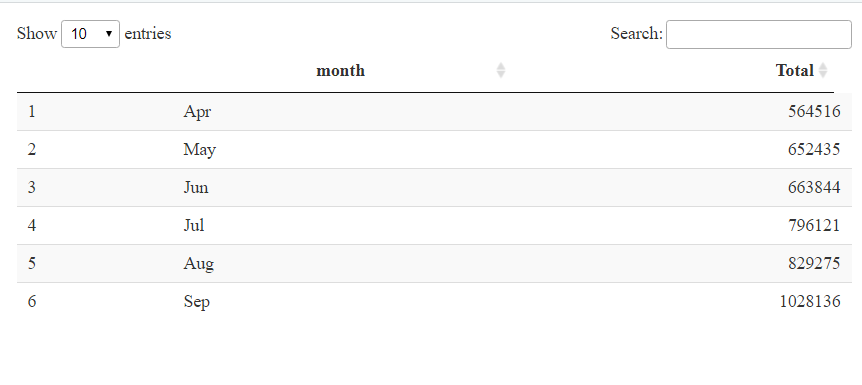 Show 10 entries Search:
month Total
1 Apr 564516
2 May 652435
3 Jun 663844
4 Jul 796121
5 Aug 829275
6 Sep 1028136